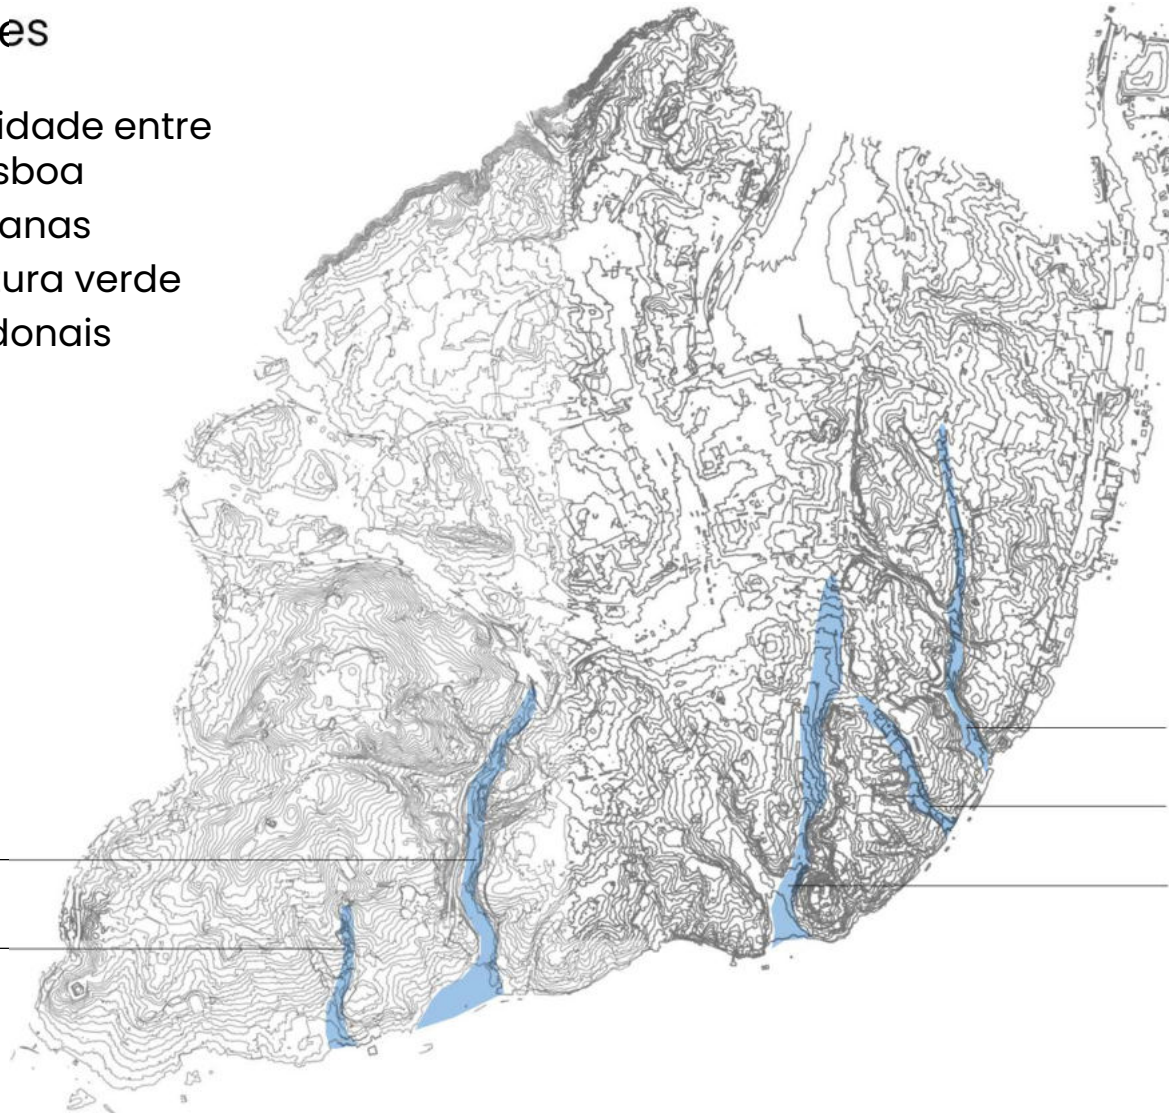 es
idade entre
sboa
anas
ura verde
donais